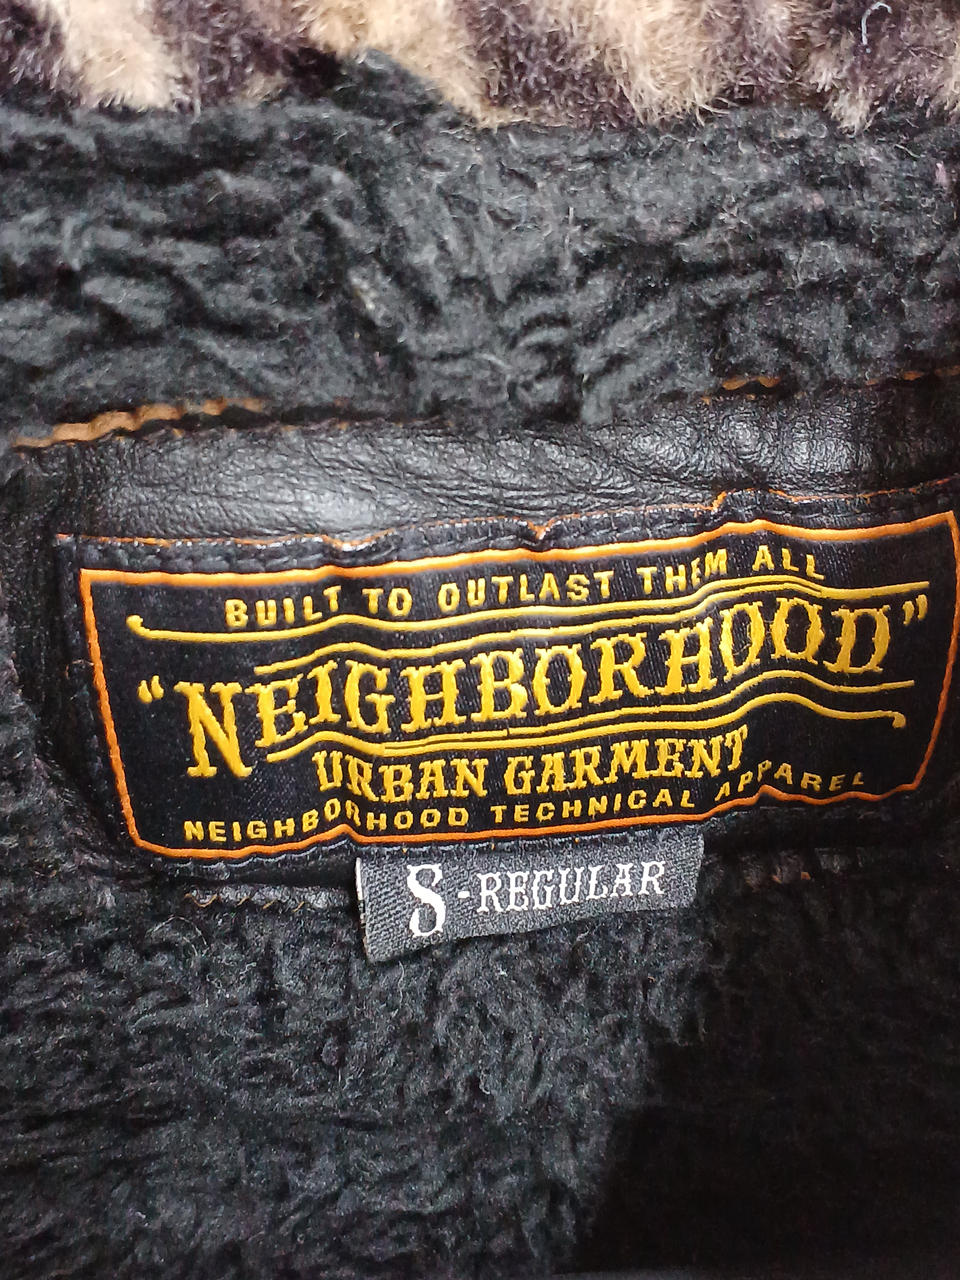 BUILT TO OUTLAST THEM ALL
"NEIGHBORHOOD"
URBAN GARMENT
NEIGHBORHOOD TECHNICAL APPAREL
S-REGULAR